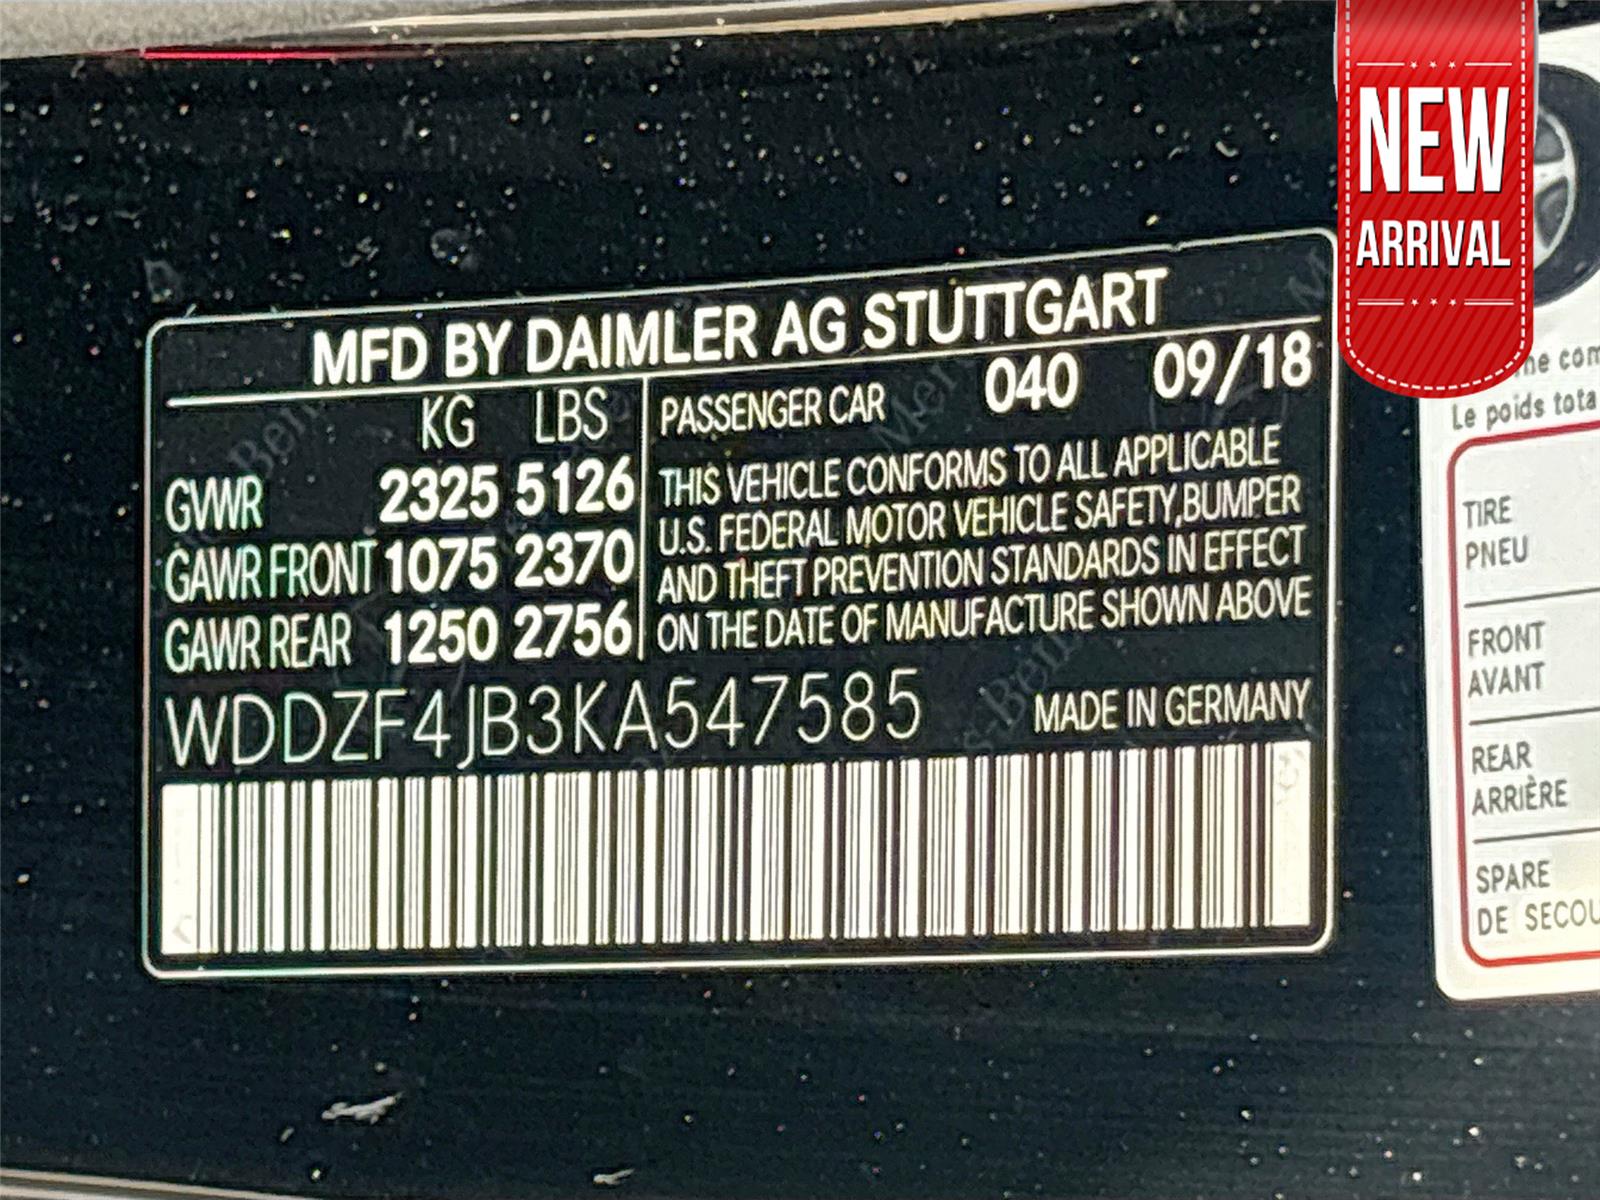 NEW
ARRIVAL
MFD BY DAIMLER AG STUTTGART
KG LBS
GVWR 2325 5126
GAWR FRONT 1075 2370
GAWR REAR 1250 2756
PASSENGER CAR 040 09/18
THIS VEHICLE CONFORMS TO ALL APPLICABLE
U.S. FEDERAL MOTOR VEHICLE SAFETY,BUMPER
AND THEFT PREVENTION STANDARDS IN EFFECT
ON THE DATE OF MANUFACTURE SHOWN ABOVE
WDDZF4JB3KA547585 MADE IN GERMANY
Le poids tota
TIRE
PNEU
FRONT
AVANT
REAR
ARRIÈRE
SPARE
DE SECOU